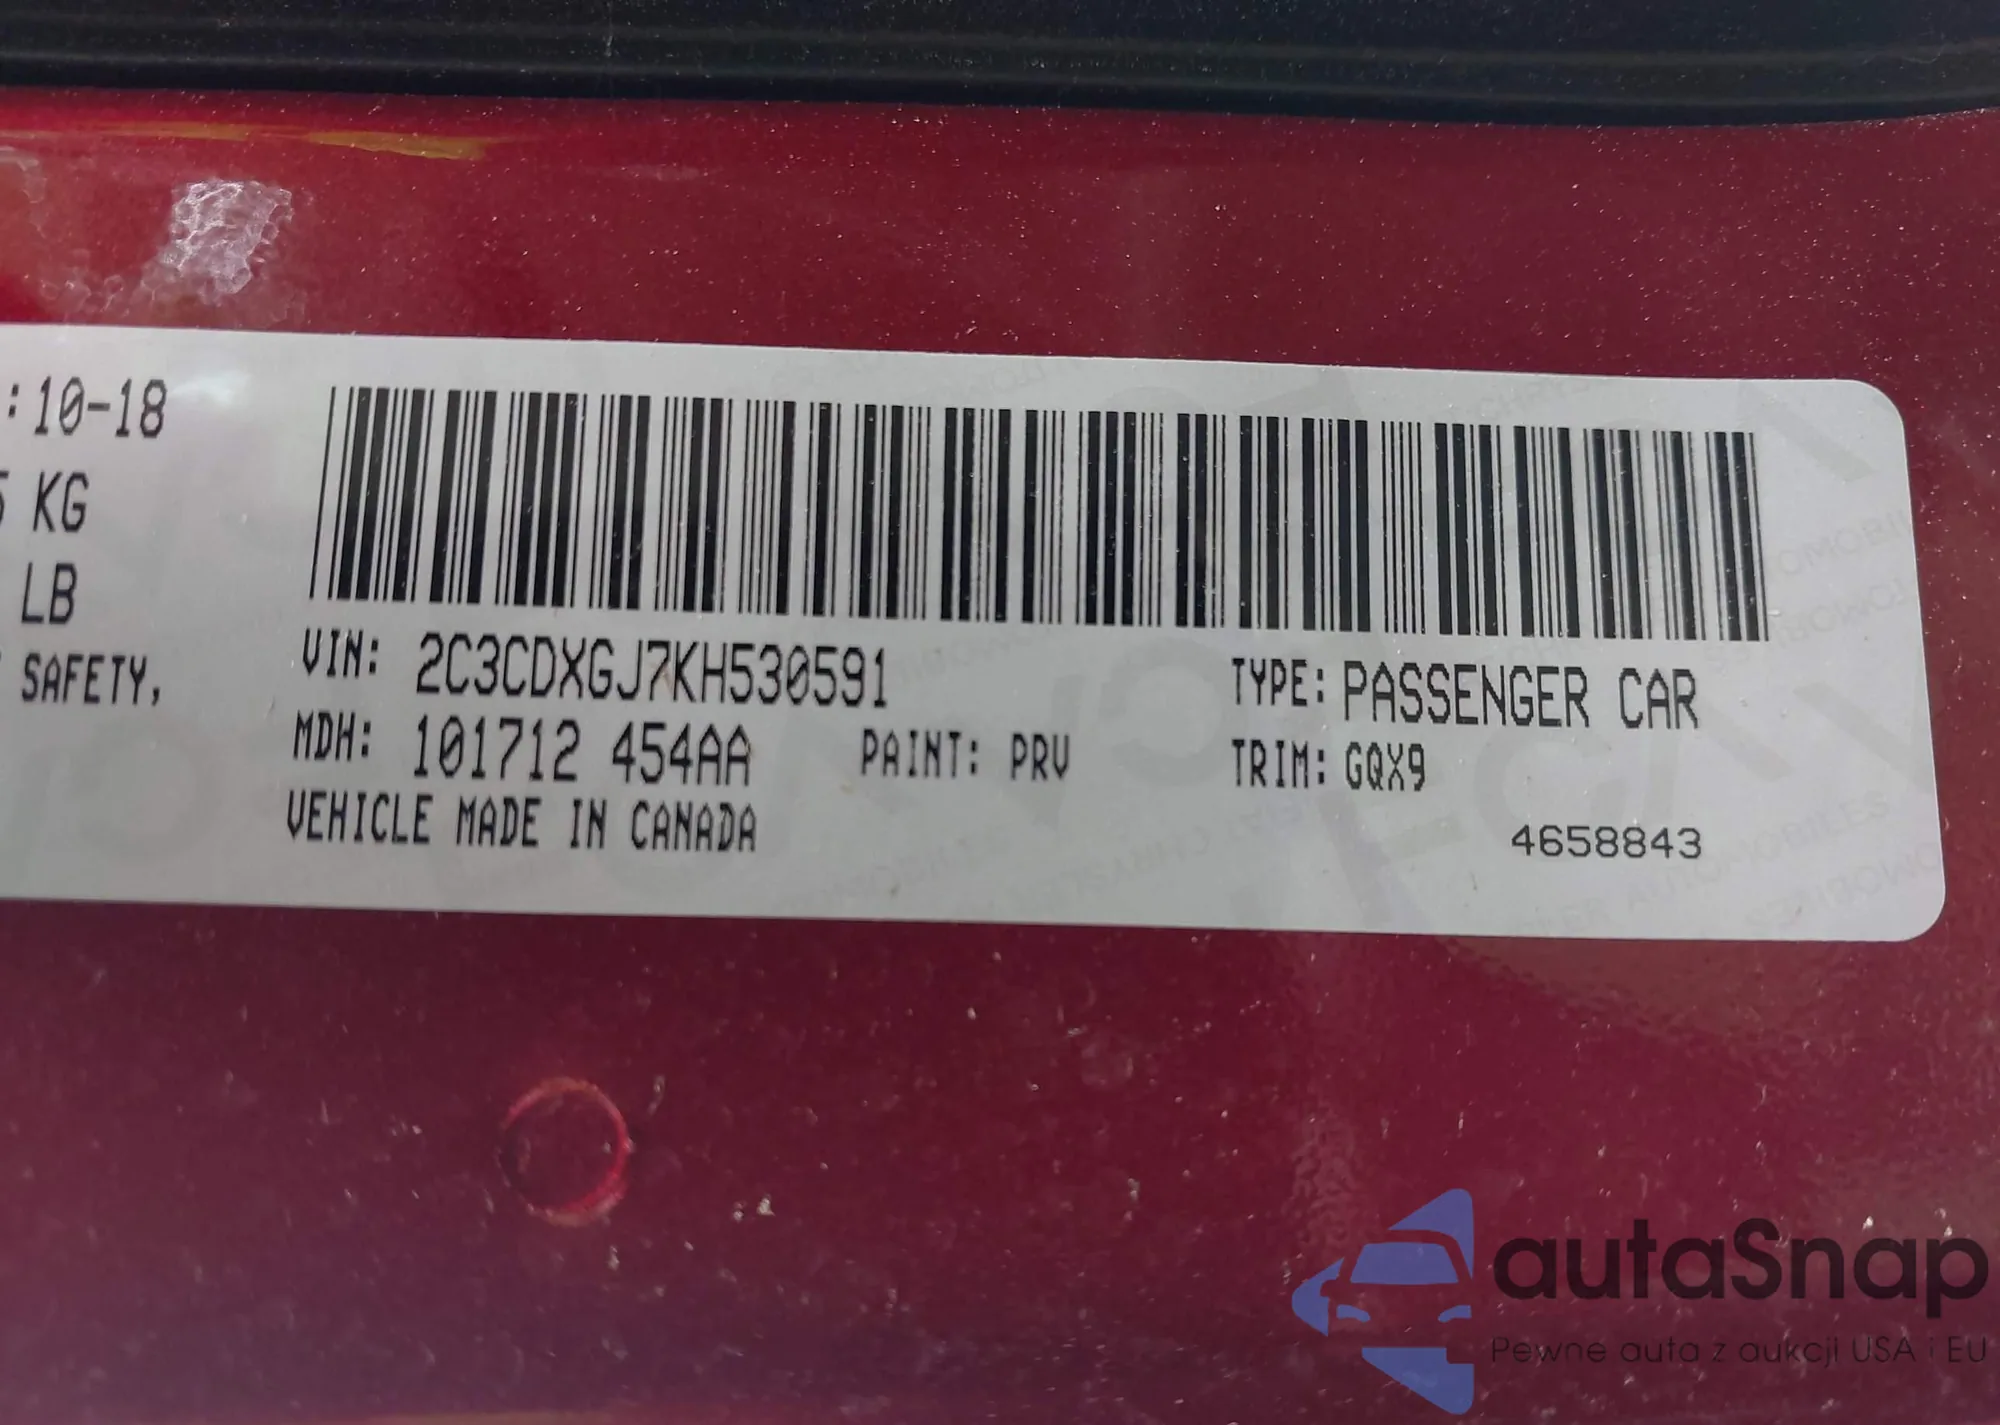 :10-18
KG
LB
SAFETY,
VIN: 2C3CDXGJ7KH530591
TYPE: PASSENGER CAR
MDH: 101712 454AA
PAINT: PRV
TRIM: GQX9
VEHICLE MADE IN CANADA
4658843
autaSnap
Pewne auta z aukcji USA i EU